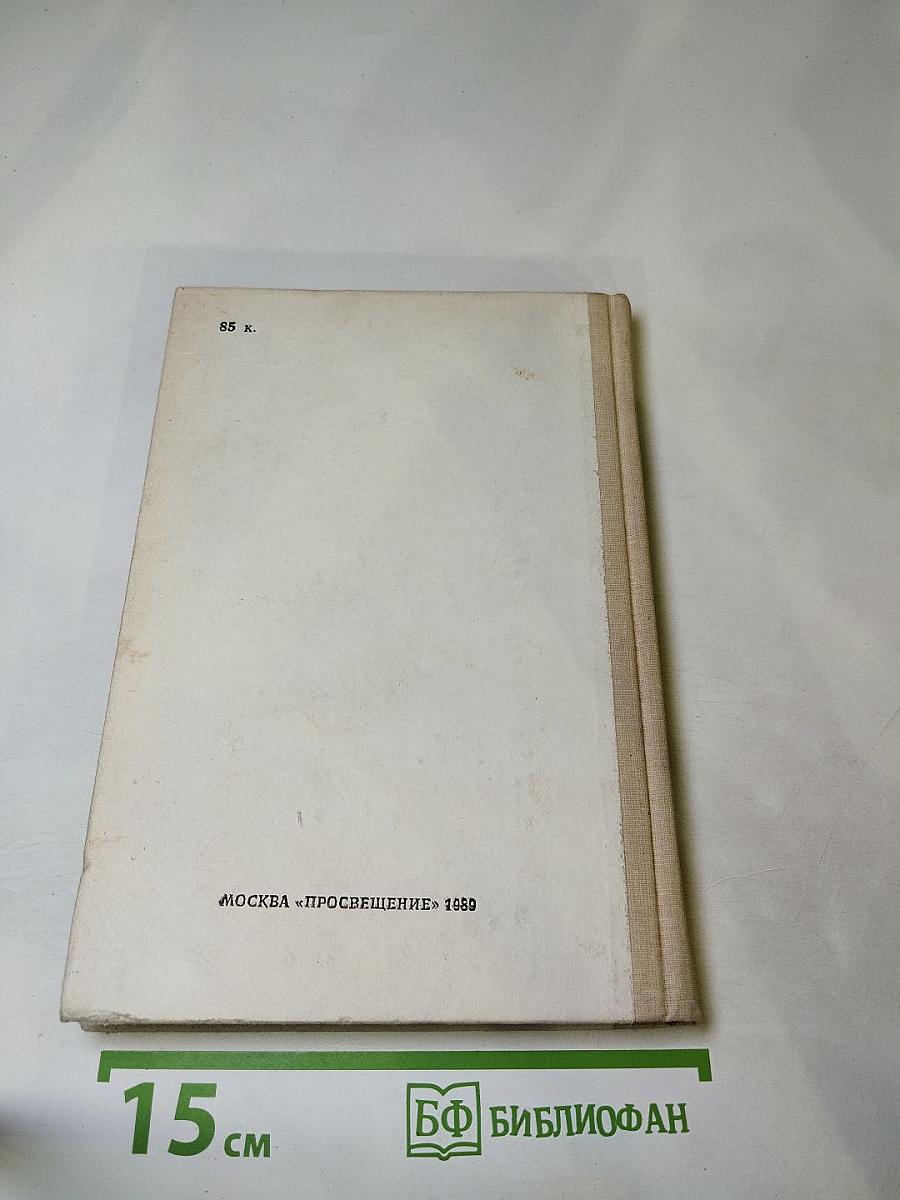 85 к.
МОСКВА «ПРОСВЕЩЕНИЕ» 1989
15 см
БФ БИБЛИОФАН